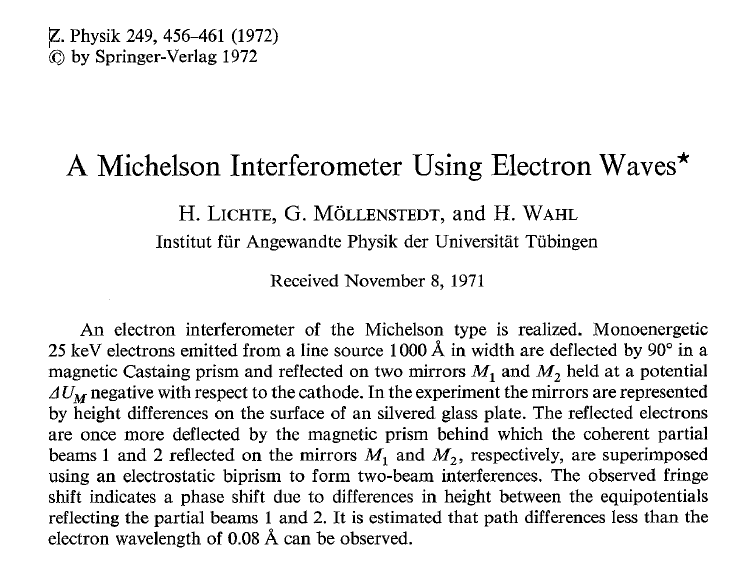 Z. Physik 249, 456–461 (1972)
© by Springer-Verlag 1972
A Michelson Interferometer Using Electron Waves★
H. LICHTE, G. MÖLLENSTEDT, and H. WAHL
Institut für Angewandte Physik der Universität Tübingen
Received November 8, 1971
An electron interferometer of the Michelson type is realized. Monoenergetic
25 keV electrons emitted from a line source 1000 Å in width are deflected by 90° in a
magnetic Castaing prism and reflected on two mirrors M₁ and M₂ held at a potential
ΔU_M negative with respect to the cathode. In the experiment the mirrors are represented
by height differences on the surface of an silvered glass plate. The reflected electrons
are once more deflected by the magnetic prism behind which the coherent partial
beams 1 and 2 reflected on the mirrors M₁ and M₂, respectively, are superimposed
using an electrostatic biprism to form two-beam interferences. The observed fringe
shift indicates a phase shift due to differences in height between the equipotentials
reflecting the partial beams 1 and 2. It is estimated that path differences less than the
electron wavelength of 0.08 Å can be observed.